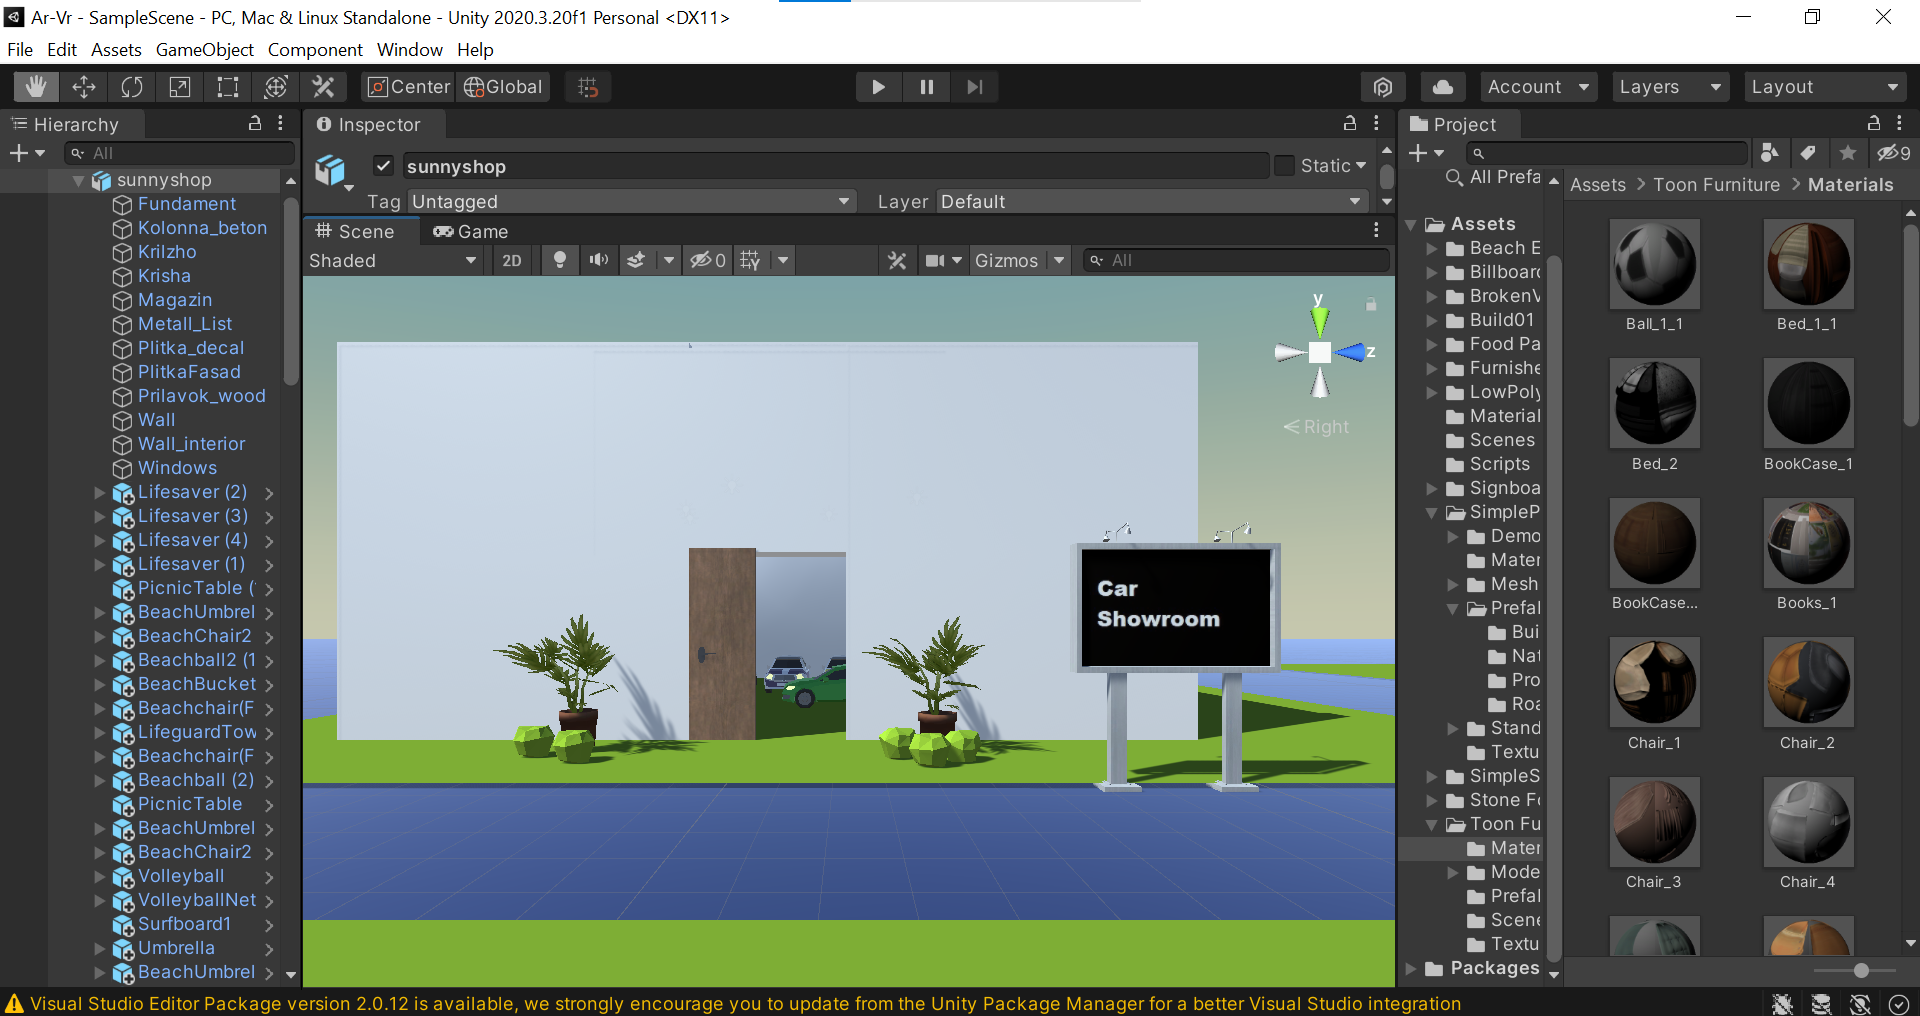 Ar-Vr - SampleScene - PC, Mac & Linux Standalone - Unity 2020.3.20f1 Personal <DX11>
File Edit Assets GameObject Component Window Help
Center Global Account Layers Layout
Hierarchy
All
sunnyshop
Fundament
Kolonna_beton
Krilzho
Krisha
Magazin
Metall_List
Plitka_decal
PlitkaFasad
Prilavok_wood
Wall
Wall_interior
Windows
Lifesaver (2)
Lifesaver (3)
Lifesaver (4)
Lifesaver (1)
PicnicTable (
BeachUmbrel
BeachChair2
Beachball2 (1
BeachBucket
Beachchair(F
LifeguardTow
Beachchair(F
Beachball (2)
PicnicTable
BeachUmbrel
BeachChair2
Volleyball
VolleyballNet
Surfboard1
Umbrella
BeachUmbrel
Inspector
sunnyshop
Static
Tag Untagged Layer Default
Scene Game
Shaded 2D 0 Gizmos All
y
z
Right
Car
Showroom
Project
9
All Prefa
Assets
Beach E
Billboard
BrokenV
Build01
Food Pa
Furnishe
LowPoly
Material
Scenes
Scripts
Signboa
SimpleP
Demo
Mater
Mesh
Prefal
Bui
Nat
Pro
Roa
Stand
Textu
SimpleS
Stone Fo
Toon Fu
Mater
Mode
Prefal
Scene
Textu
Packages
Assets > Toon Furniture > Materials
Ball_1_1 Bed_1_1
Bed_2 BookCase_1
BookCase... Books_1
Chair_1 Chair_2
Chair_3 Chair_4
Visual Studio Editor Package version 2.0.12 is available, we strongly encourage you to update from the Unity Package Manager for a better Visual Studio integration